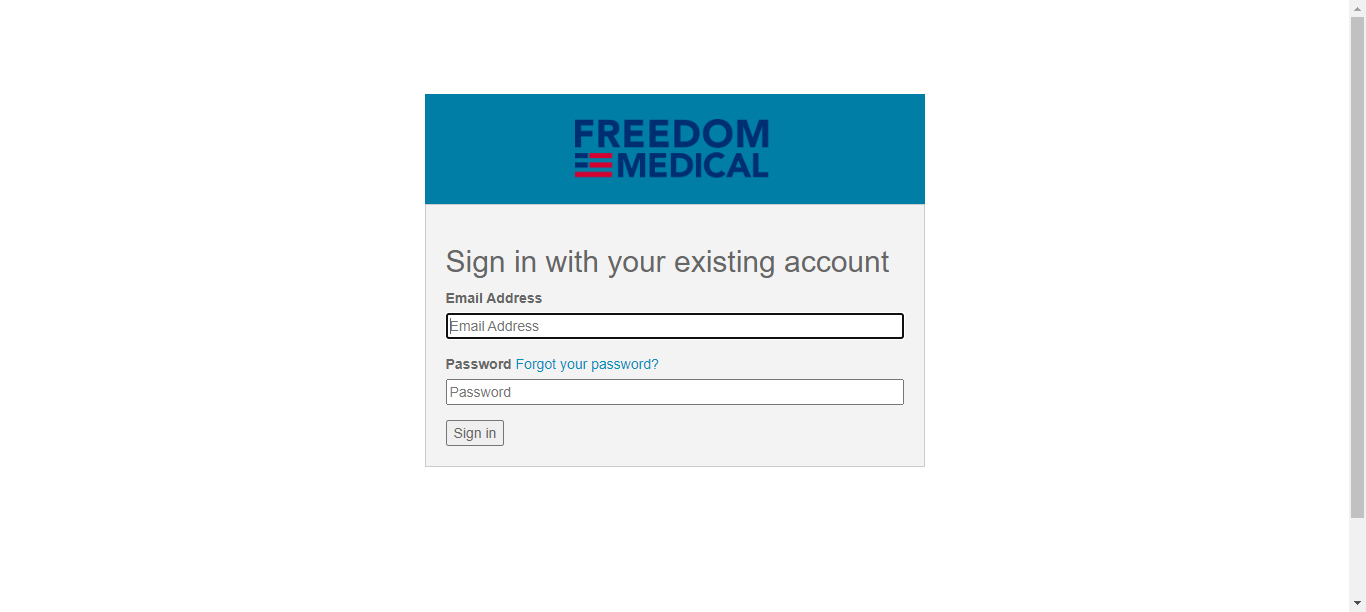 FREEDOM
MEDICAL
Sign in with your existing account
Email Address
Email Address
Password Forgot your password?
Password
Sign in